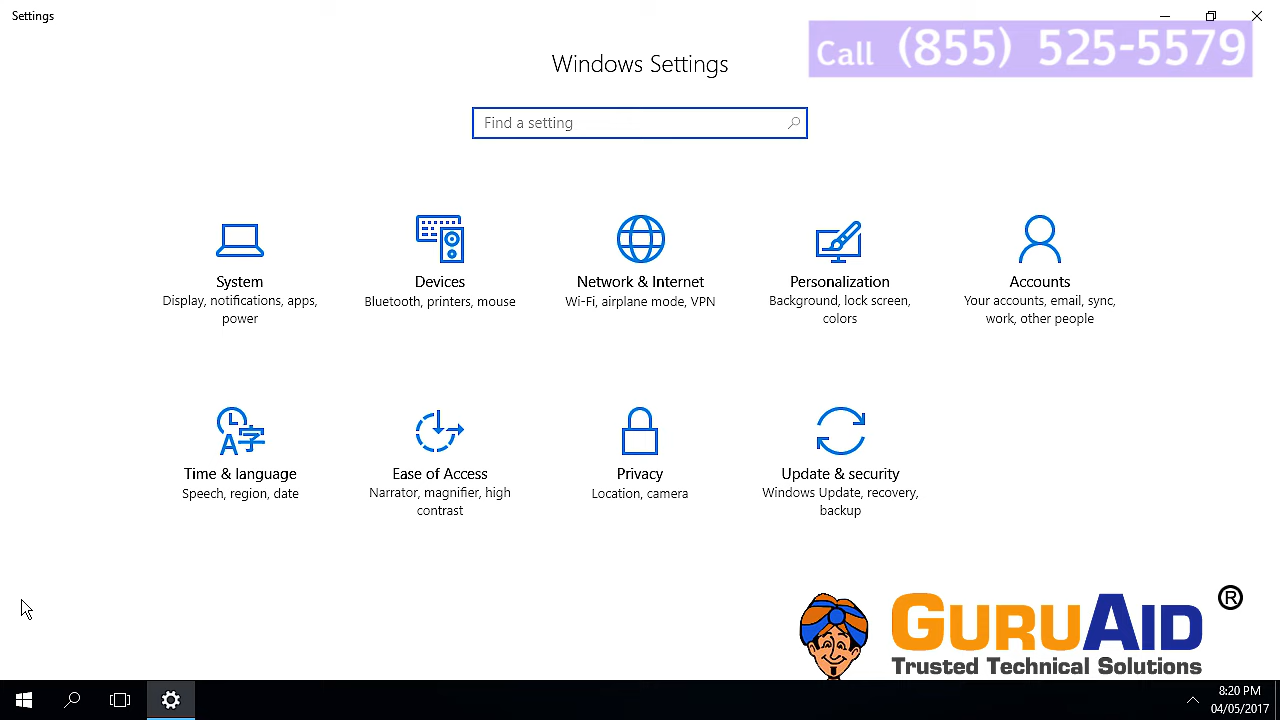 Settings
Call (855) 525-5579
Windows Settings
Find a setting
System
Display, notifications, apps,
power
Devices
Bluetooth, printers, mouse
Network & Internet
Wi-Fi, airplane mode, VPN
Personalization
Background, lock screen,
colors
Accounts
Your accounts, email, sync,
work, other people
Time & language
Speech, region, date
Ease of Access
Narrator, magnifier, high
contrast
Privacy
Location, camera
Update & security
Windows Update, recovery,
backup
GURUAID ®
Trusted Technical Solutions
8:20 PM
04/05/2017